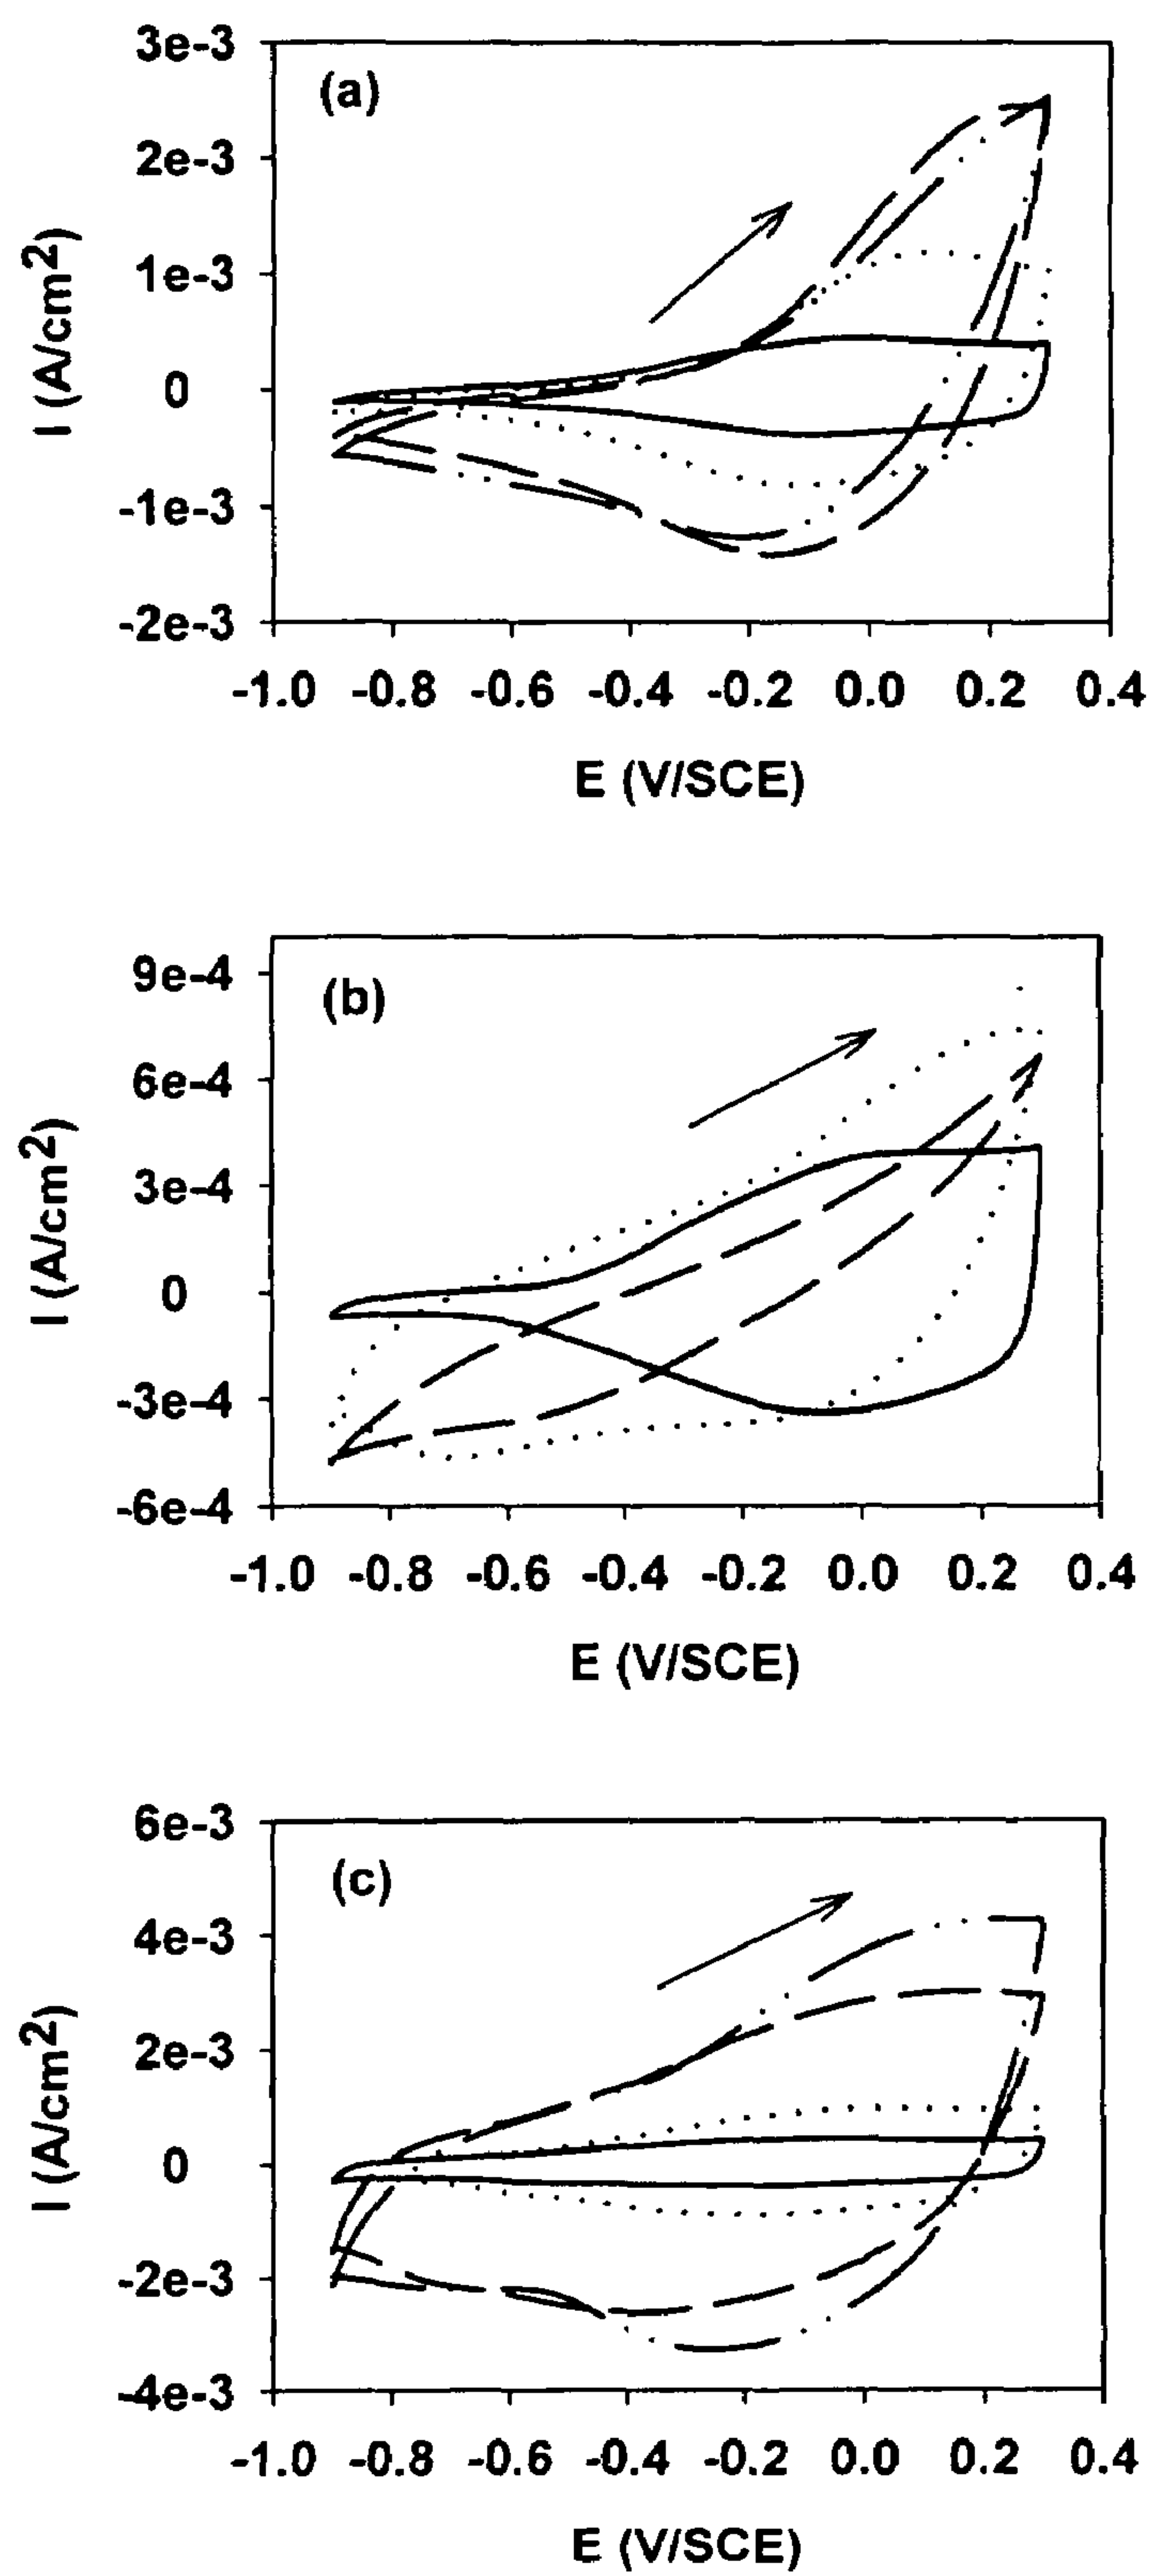 3e-3
(a)
2e-3
1e-3
0
-1e-3
-2e-3
I (A/cm²)
-1.0 -0.8 -0.6 -0.4 -0.2 0.0 0.2 0.4
E (V/SCE)
9e-4
(b)
6e-4
3e-4
0
-3e-4
-6e-4
I (A/cm²)
-1.0 -0.8 -0.6 -0.4 -0.2 0.0 0.2 0.4
E (V/SCE)
6e-3
(c)
4e-3
2e-3
0
-2e-3
-4e-3
I (A/cm²)
-1.0 -0.8 -0.6 -0.4 -0.2 0.0 0.2 0.4
E (V/SCE)